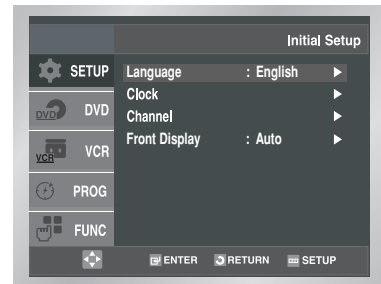 Initial Setup
SETUP
DVD DVD
VCR VCR
PROG
FUNC
Language : English
Clock
Channel
Front Display : Auto
ENTER RETURN SETUP